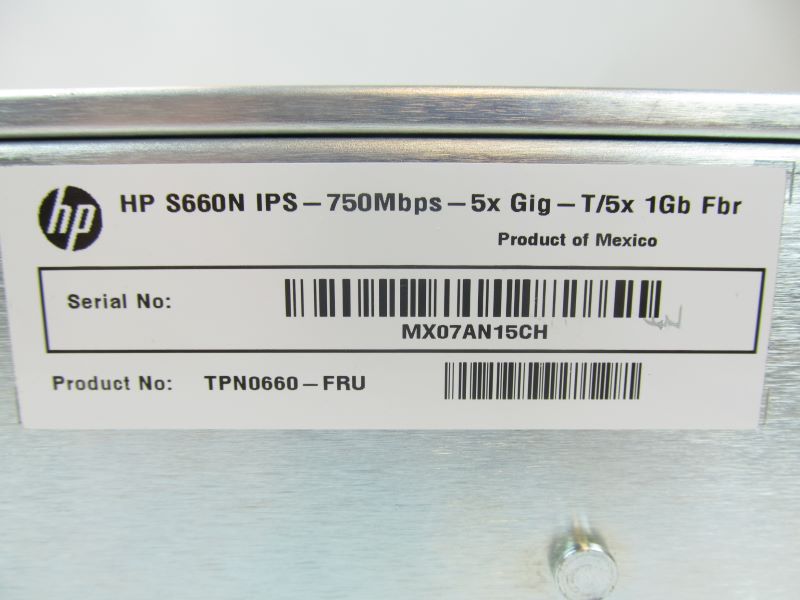 hp
HP S660N IPS-750Mbps-5x Gig-T/5x 1Gb Fbr
Product of Mexico
Serial No:
MX07AN15CH
Product No: TPN0660-FRU